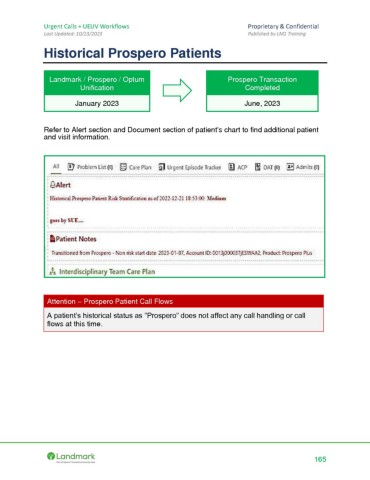 Urgent Calls + UEUV Workflows
Proprietary & Confidential
Last Updated: 10/23/2023
Published by LMS Training
Historical Prospero Patients
Landmark / Prospero / Optum
Unification
January 2023
Prospero Transaction
Completed
June, 2023
Refer to Alert section and Document section of patient's chart to find additional patient
and visit information.
All Problem List (0) Care Plan Urgent Episode Tracker ACP DIAT (0) Admits (0)
Alert
Historical Prospero Patient Risk Stratification as of 2022-12-21 18:53:00: Medium
goes by SUE....
Patient Notes
Transitioned from Prospero - Non risk start date: 2023-01-07, Account ID: Product: Prospero Plus
Interdisciplinary Team Care Plan
Attention – Prospero Patient Call Flows
A patient's historical status as "Prospero" does not affect any call handling or call
flows at this time.
Landmark
165